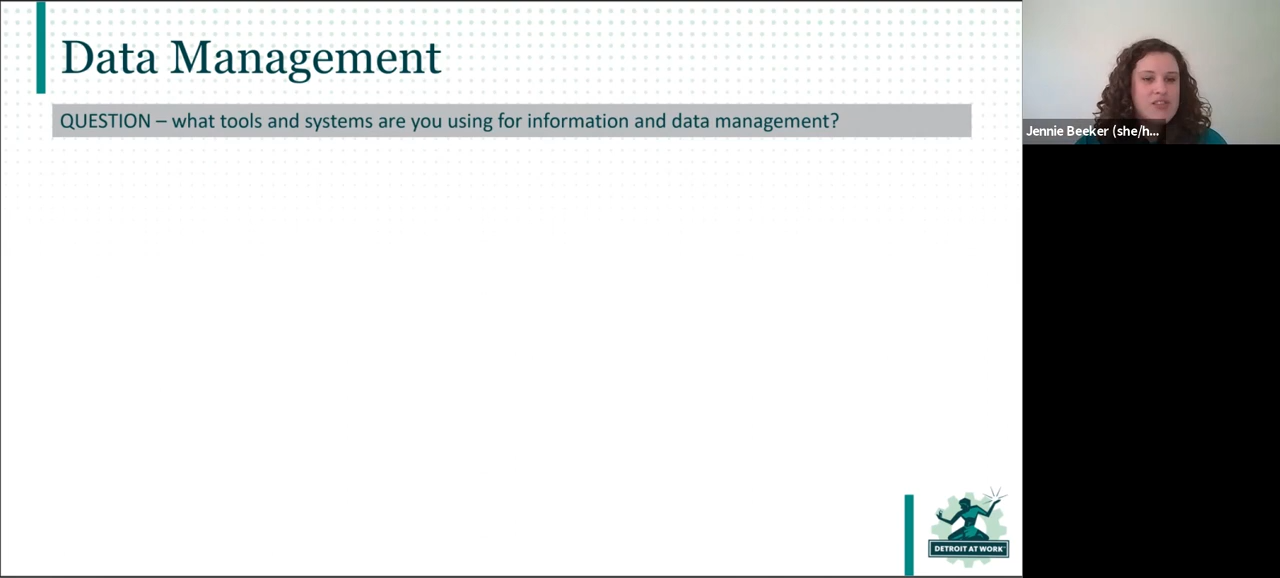 Data Management
QUESTION – what tools and systems are you using for information and data management?
Jennie Beeker (she/h...
DETROIT AT WORK